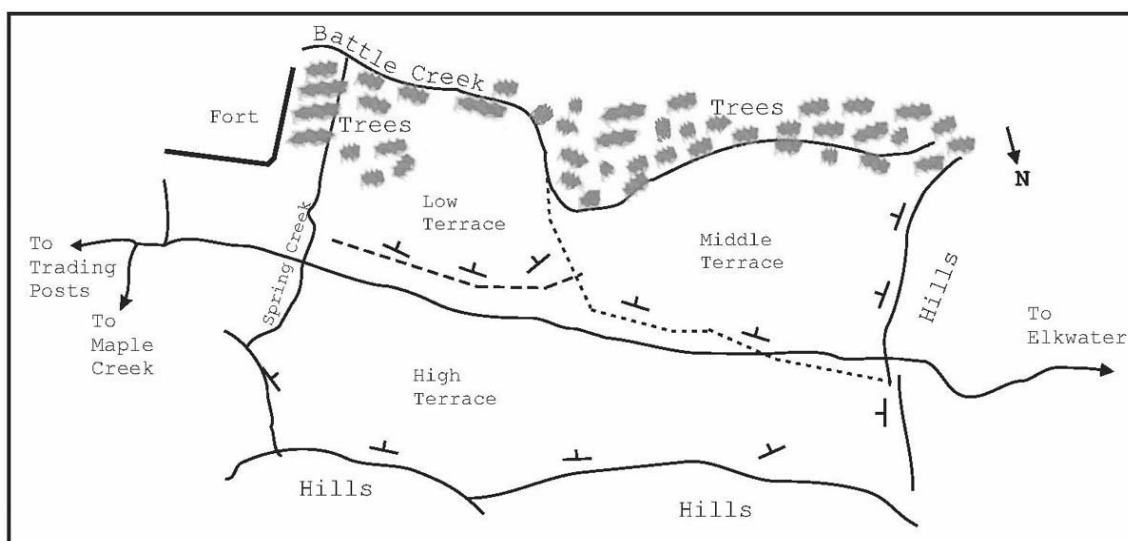 Battle Creek
Trees
Fort
Trees
N
Low
Terrace
Middle
Terrace
To
Trading
Posts
Spring Creek
Hills
To
Maple
Creek
To
Elkwater
High
Terrace
Hills
Hills